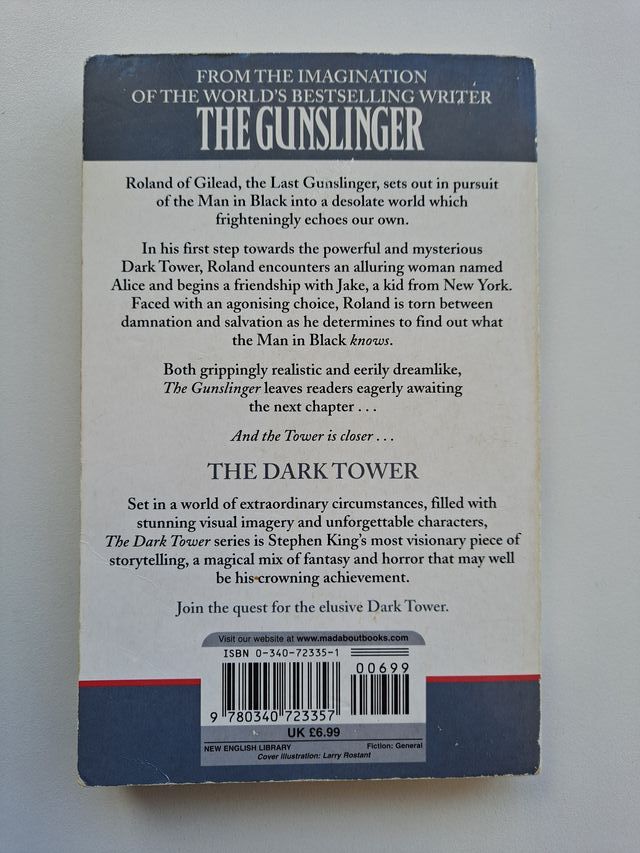 FROM THE IMAGINATION
OF THE WORLD'S BESTSELLING WRITER
THE GUNSLINGER
Roland of Gilead, the Last Gunslinger, sets out in pursuit
of the Man in Black into a desolate world which
frighteningly echoes our own.
In his first step towards the powerful and mysterious
Dark Tower, Roland encounters an alluring woman named
Alice and begins a friendship with Jake, a kid from New York.
Faced with an agonising choice, Roland is torn between
damnation and salvation as he determines to find out what
the Man in Black knows.
Both grippingly realistic and eerily dreamlike,
The Gunslinger leaves readers eagerly awaiting
the next chapter . . .
And the Tower is closer . . .
THE DARK TOWER
Set in a world of extraordinary circumstances, filled with
stunning visual imagery and unforgettable characters,
The Dark Tower series is Stephen King's most visionary piece of
storytelling, a magical mix of fantasy and horror that may well
be his crowning achievement.
Join the quest for the elusive Dark Tower.
Visit our website at www.madaboutbooks.com
ISBN 0-340-72335-1
00699
9 780340 723357
UK £6.99
NEW ENGLISH LIBRARY Fiction: General
Cover illustration: Larry Rostant